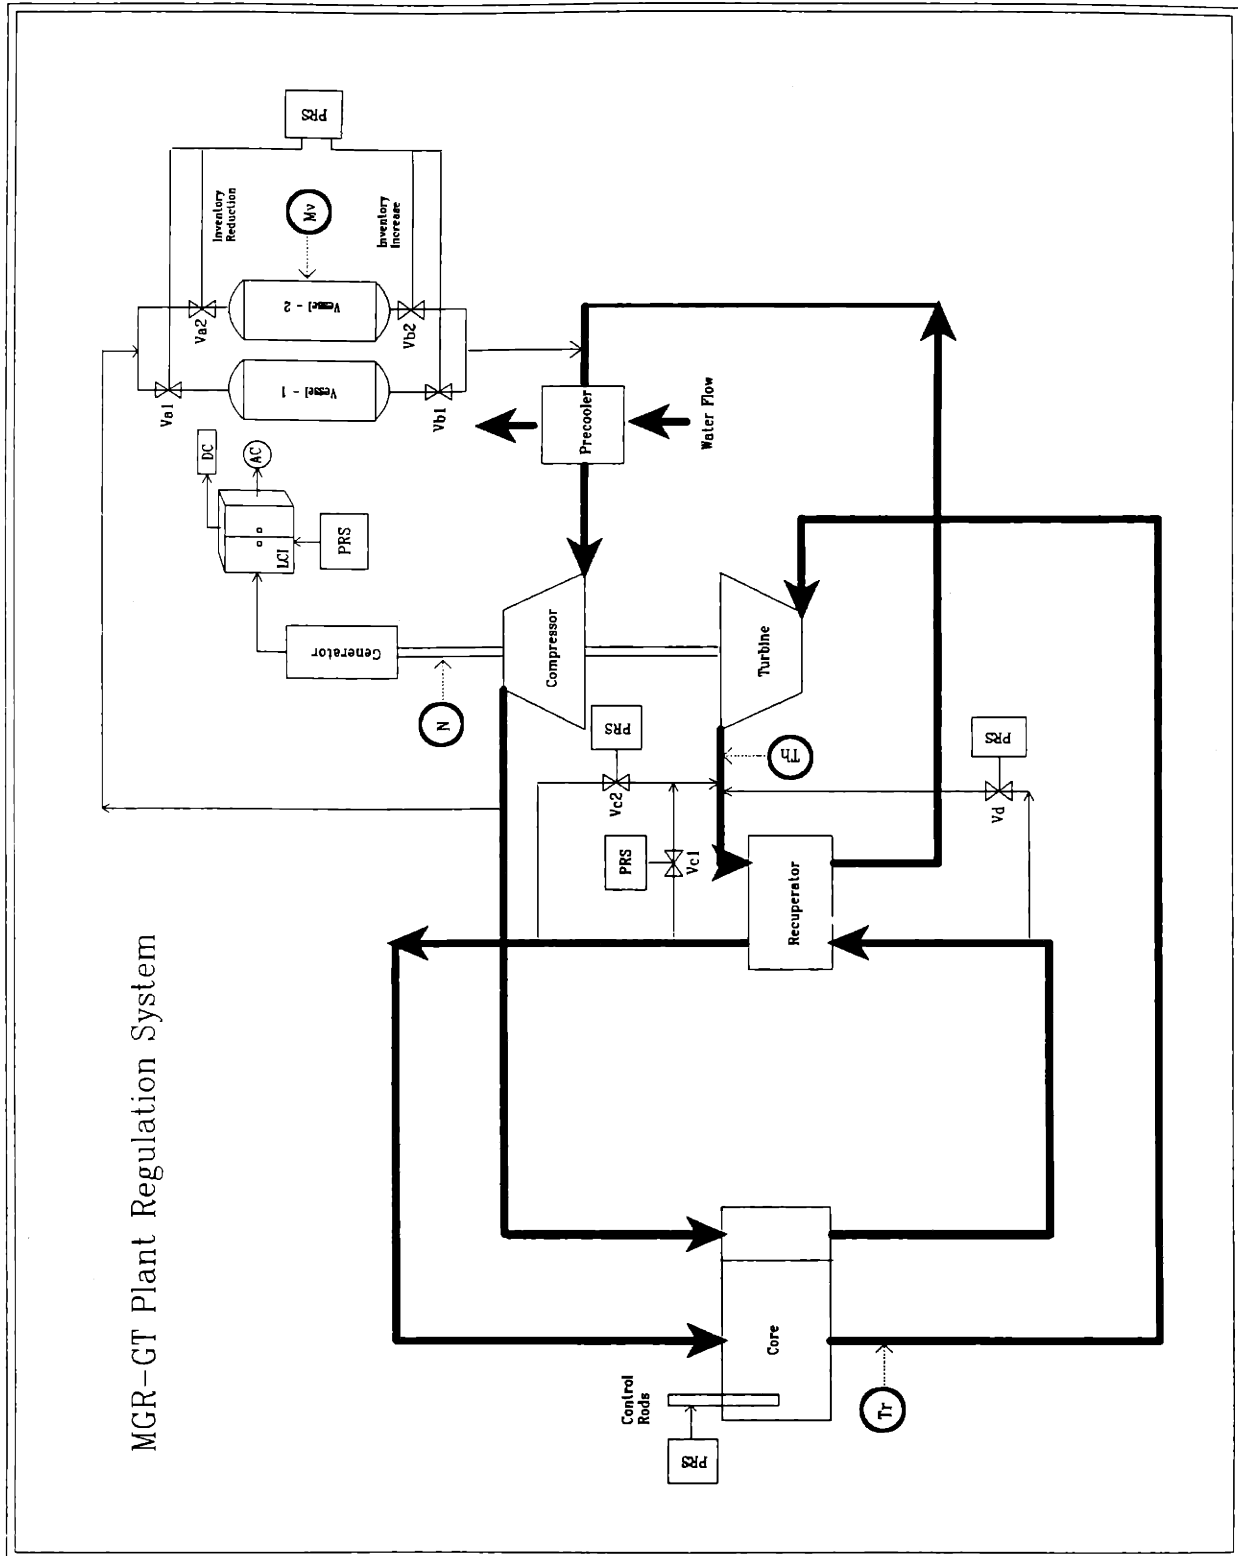 MGR-GT Plant Regulation System
PRS
Inventory
Reduction
Mv
Inventory
Increase
Va2
Vessel - 2
Vb2
Va1
Vessel - 1
Vb1
DC
AC
LCI
PRS
Generator
N
Compressor
Precooler
Water Flow
Turbine
PRS
Vc2
Th
PRS
Vc1
PRS
Vd
Recuperator
Control
Rods
PRS
Core
Tr